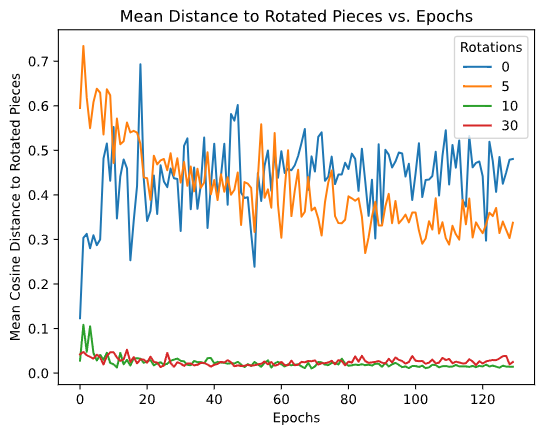 Mean Distance to Rotated Pieces vs. Epochs
Mean Cosine Distance to Rotated Pieces
0.7
0.6
0.5
0.4
0.3
0.2
0.1
0.0
Rotations
0
5
10
30
0 20 40 60 80 100 120
Epochs